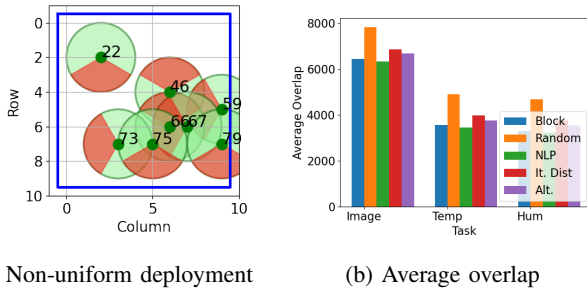 0
2
4
6
8
10
Row
22
46
59
66
67
73
75
79
0
5
10
Column
Non-uniform deployment
8000
6000
4000
2000
0
Average Overlap
Block
Random
NLP
It. Dist
Alt.
Image
Temp
Hum
Task
(b) Average overlap